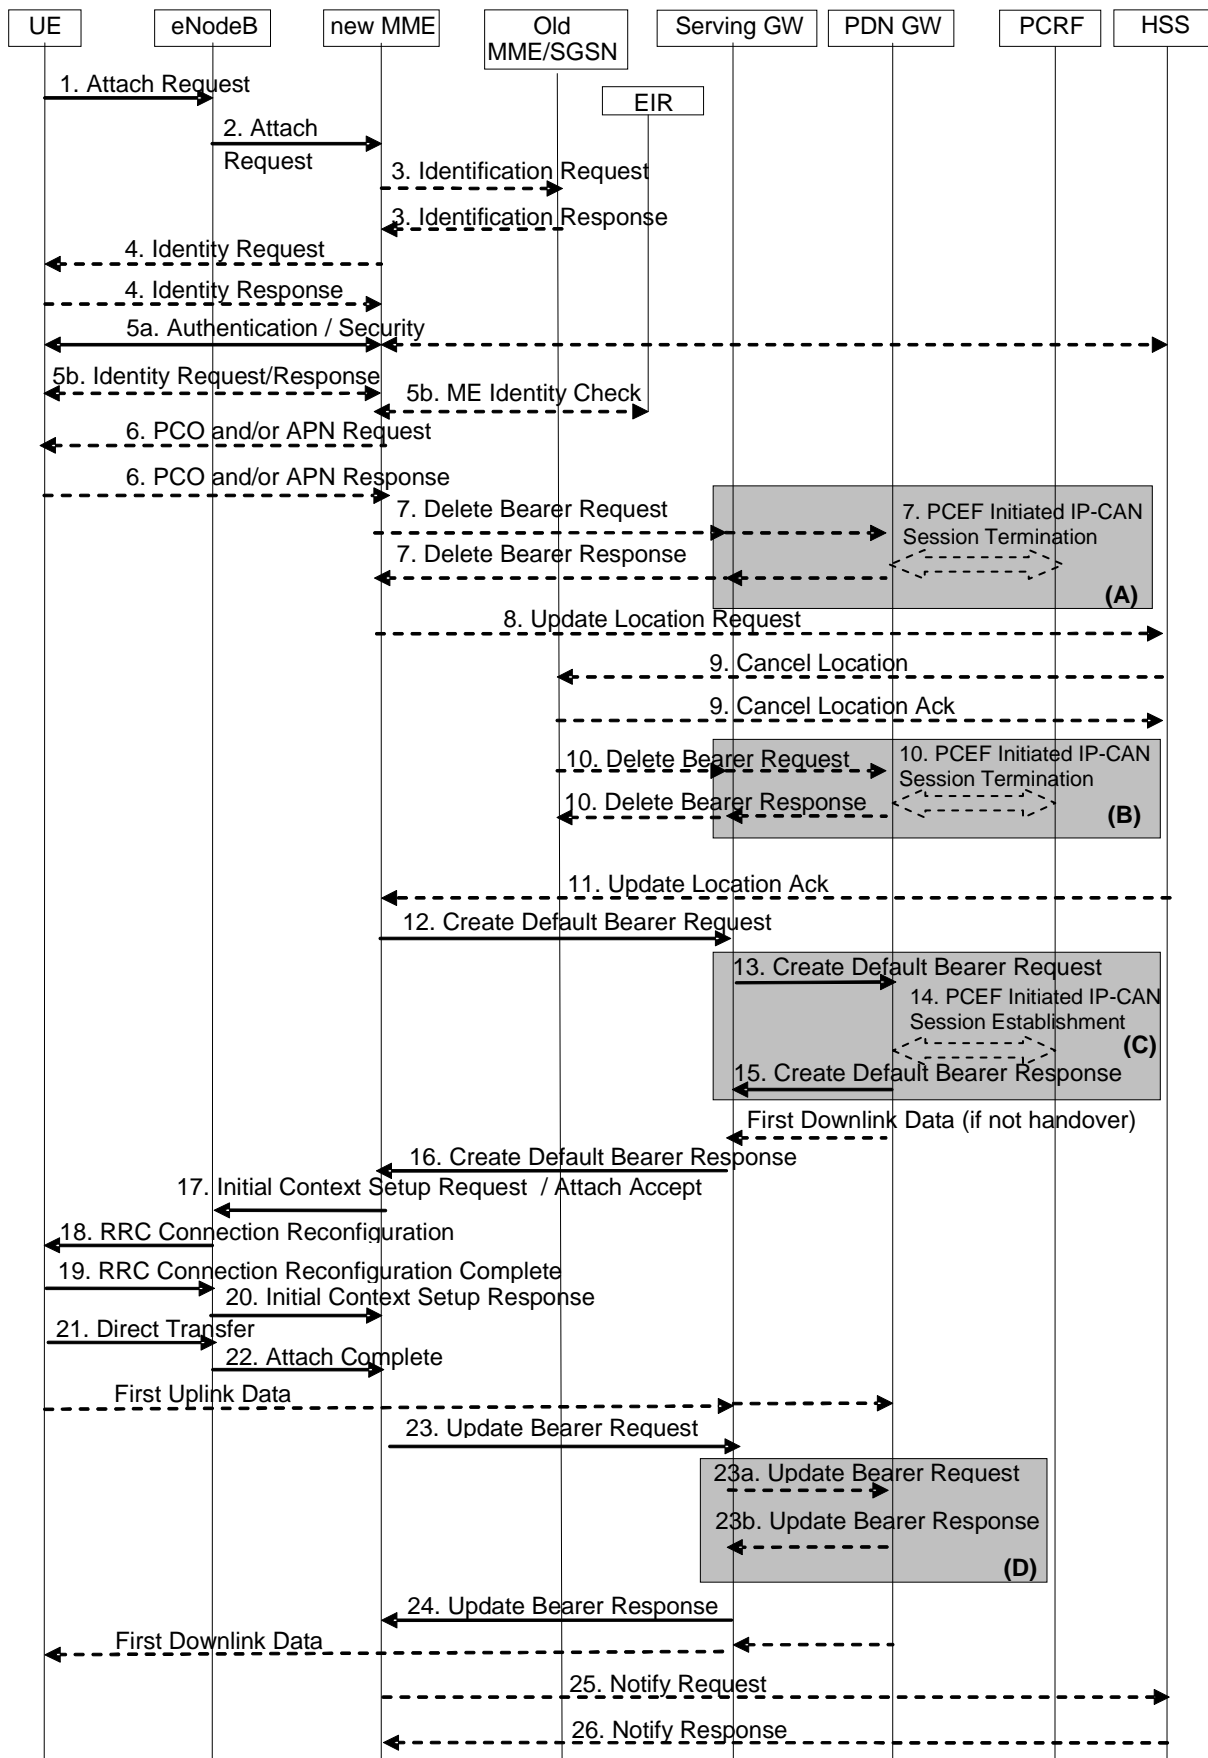 UE
eNodeB
new MME
Old
MME/SGSN
Serving GW
PDN GW
PCRF
HSS
1. Attach Request
EIR
2. Attach
Request
3. Identification Request
3. Identification Response
4. Identity Request
4. Identity Response
5a. Authentication / Security
5b. Identity Request/Response
5b. ME Identity Check
6. PCO and/or APN Request
6. PCO and/or APN Response
7. Delete Bearer Request
7. PCEF Initiated IP-CAN
Session Termination
7. Delete Bearer Response
(A)
8. Update Location Request
9. Cancel Location
9. Cancel Location Ack
10. Delete Bearer Request
10. PCEF Initiated IP-CAN
Session Termination
10. Delete Bearer Response
(B)
11. Update Location Ack
12. Create Default Bearer Request
13. Create Default Bearer Request
14. PCEF Initiated IP-CAN
Session Establishment
(C)
15. Create Default Bearer Response
First Downlink Data (if not handover)
16. Create Default Bearer Response
17. Initial Context Setup Request / Attach Accept
18. RRC Connection Reconfiguration
19. RRC Connection Reconfiguration Complete
20. Initial Context Setup Response
21. Direct Transfer
22. Attach Complete
First Uplink Data
23. Update Bearer Request
23a. Update Bearer Request
23b. Update Bearer Response
(D)
24. Update Bearer Response
First Downlink Data
25. Notify Request
26. Notify Response